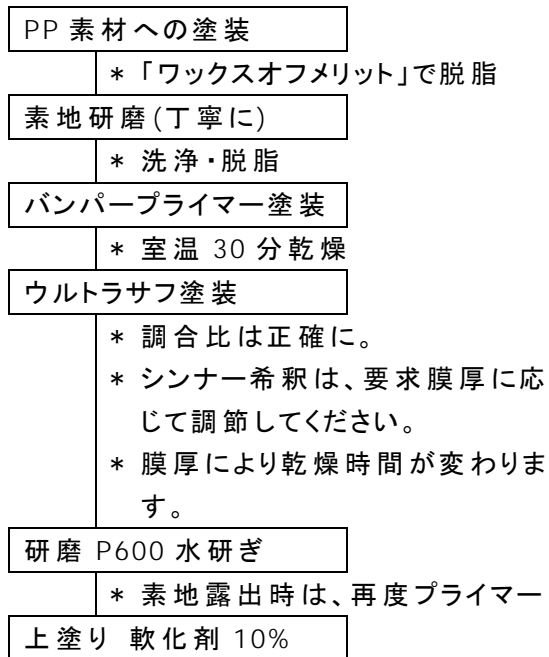 PP 素材への塗装
* 「ワックスオフメリット」で脱脂
素地研磨(丁寧に)
* 洗浄・脱脂
バンパープライマー塗装
* 室温 30 分乾燥
ウルトラサフ塗装
* 調合比は正確に。
* シンナー希釈は、要求膜厚に応
じて調節してください。
* 膜厚により乾燥時間が変わりま
す。
研磨 P600 水研ぎ
* 素地露出時は、再度プライマー
上塗り 軟化剤 10%